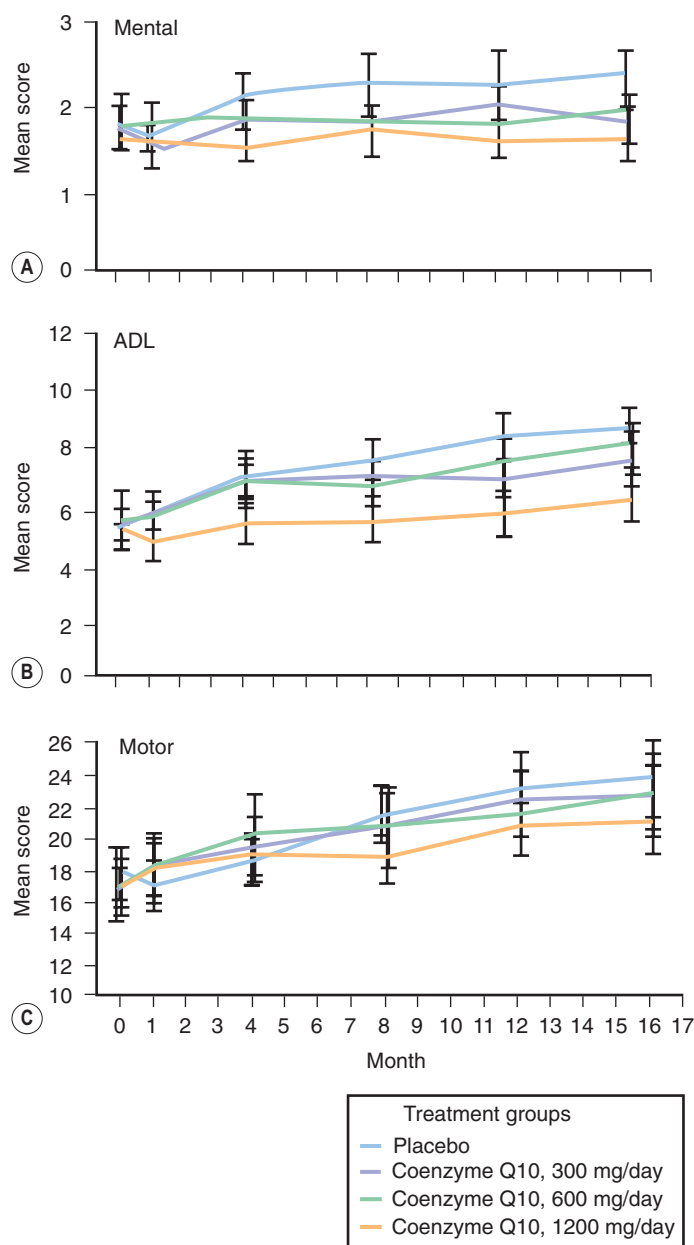 3
Mental
2
Mean score
1
0
A
12
ADL
10
8
6
Mean score
4
2
0
B
26
Motor
24
22
20
Mean score
18
16
14
12
10
C
0 1 2 3 4 5 6 7 8 9 10 11 12 13 14 15 16 17
Month
Treatment groups
Placebo
Coenzyme Q10, 300 mg/day
Coenzyme Q10, 600 mg/day
Coenzyme Q10, 1200 mg/day